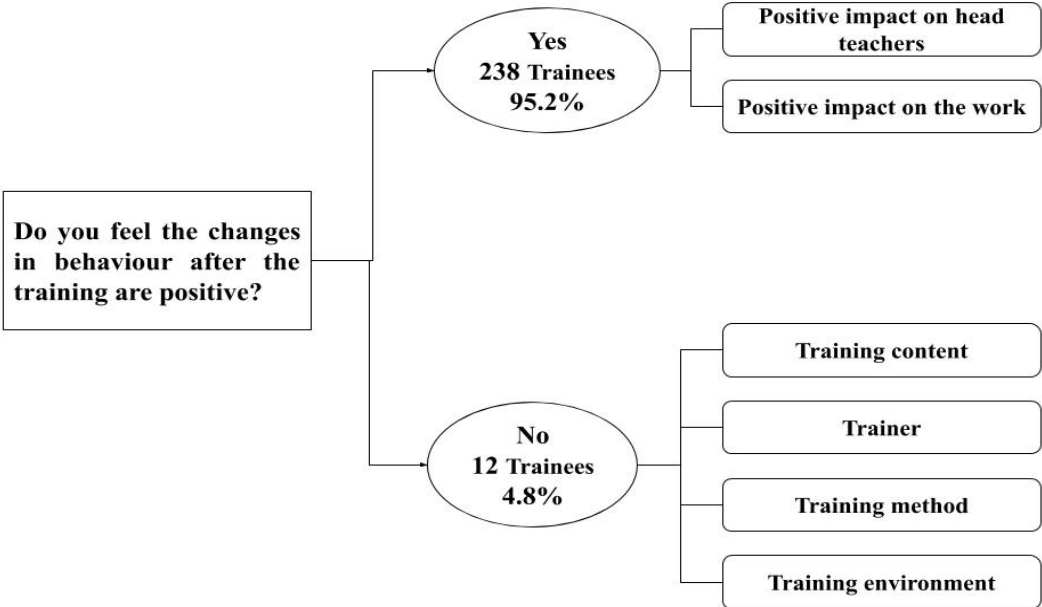 Do you feel the changes
in behaviour after the
training are positive?
Yes
238 Trainees
95.2%
Positive impact on head
teachers
Positive impact on the work
No
12 Trainees
4.8%
Training content
Trainer
Training method
Training environment